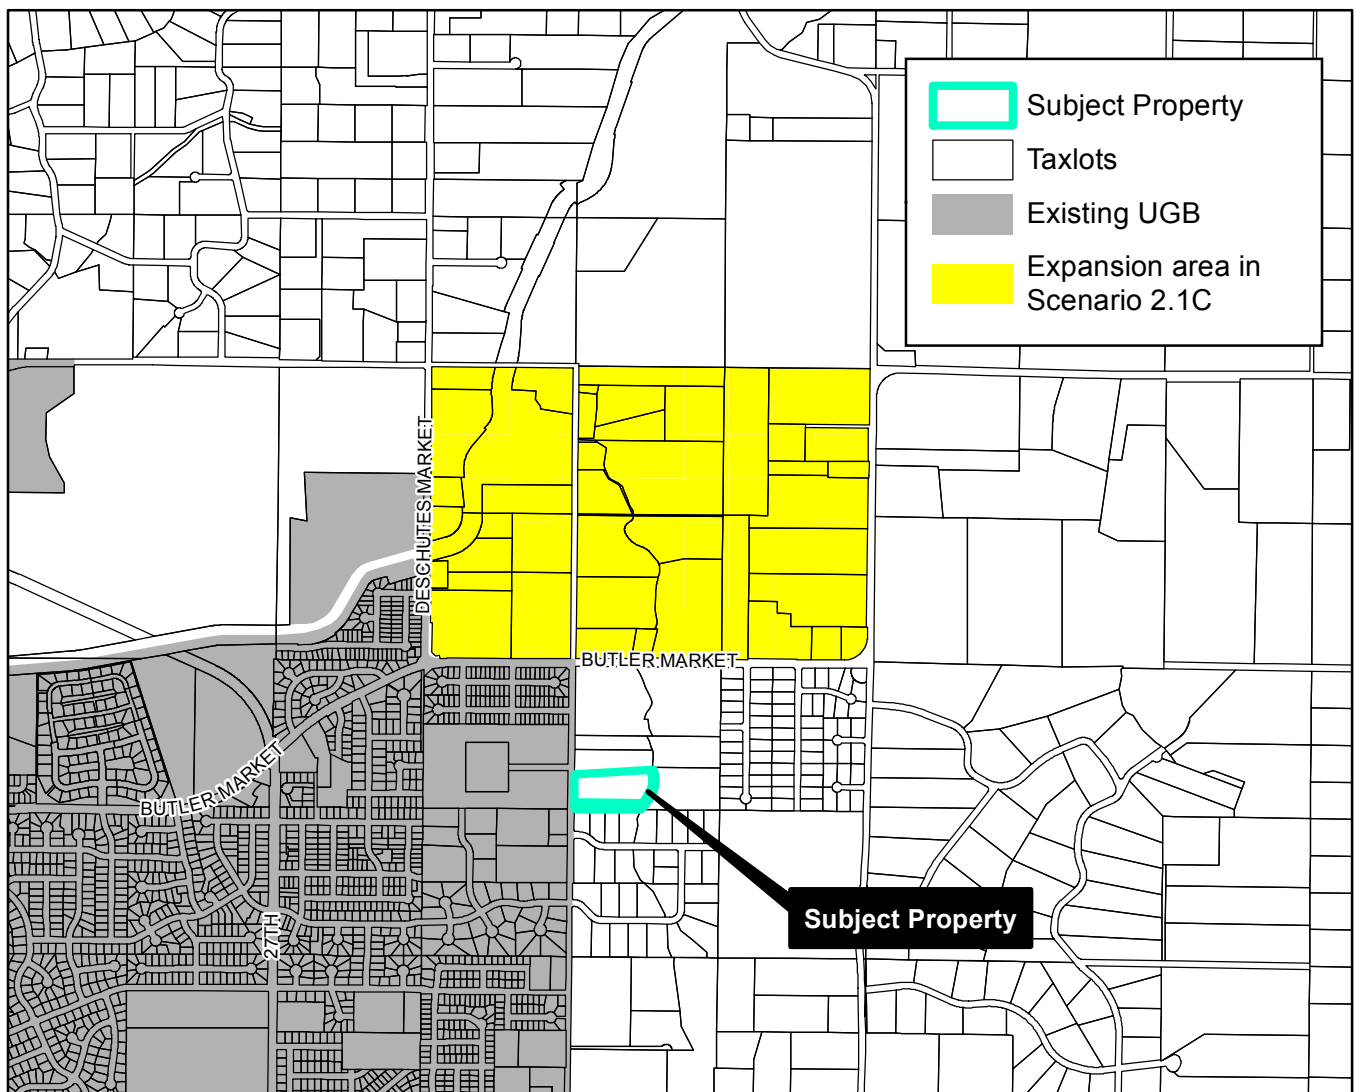 Subject Property
Taxlots
Existing UGB
Expansion area in
Scenario 2.1C
DESCHUTES MARKET
BUTLER MARKET
BUTLER MARKET
Subject Property
27TH